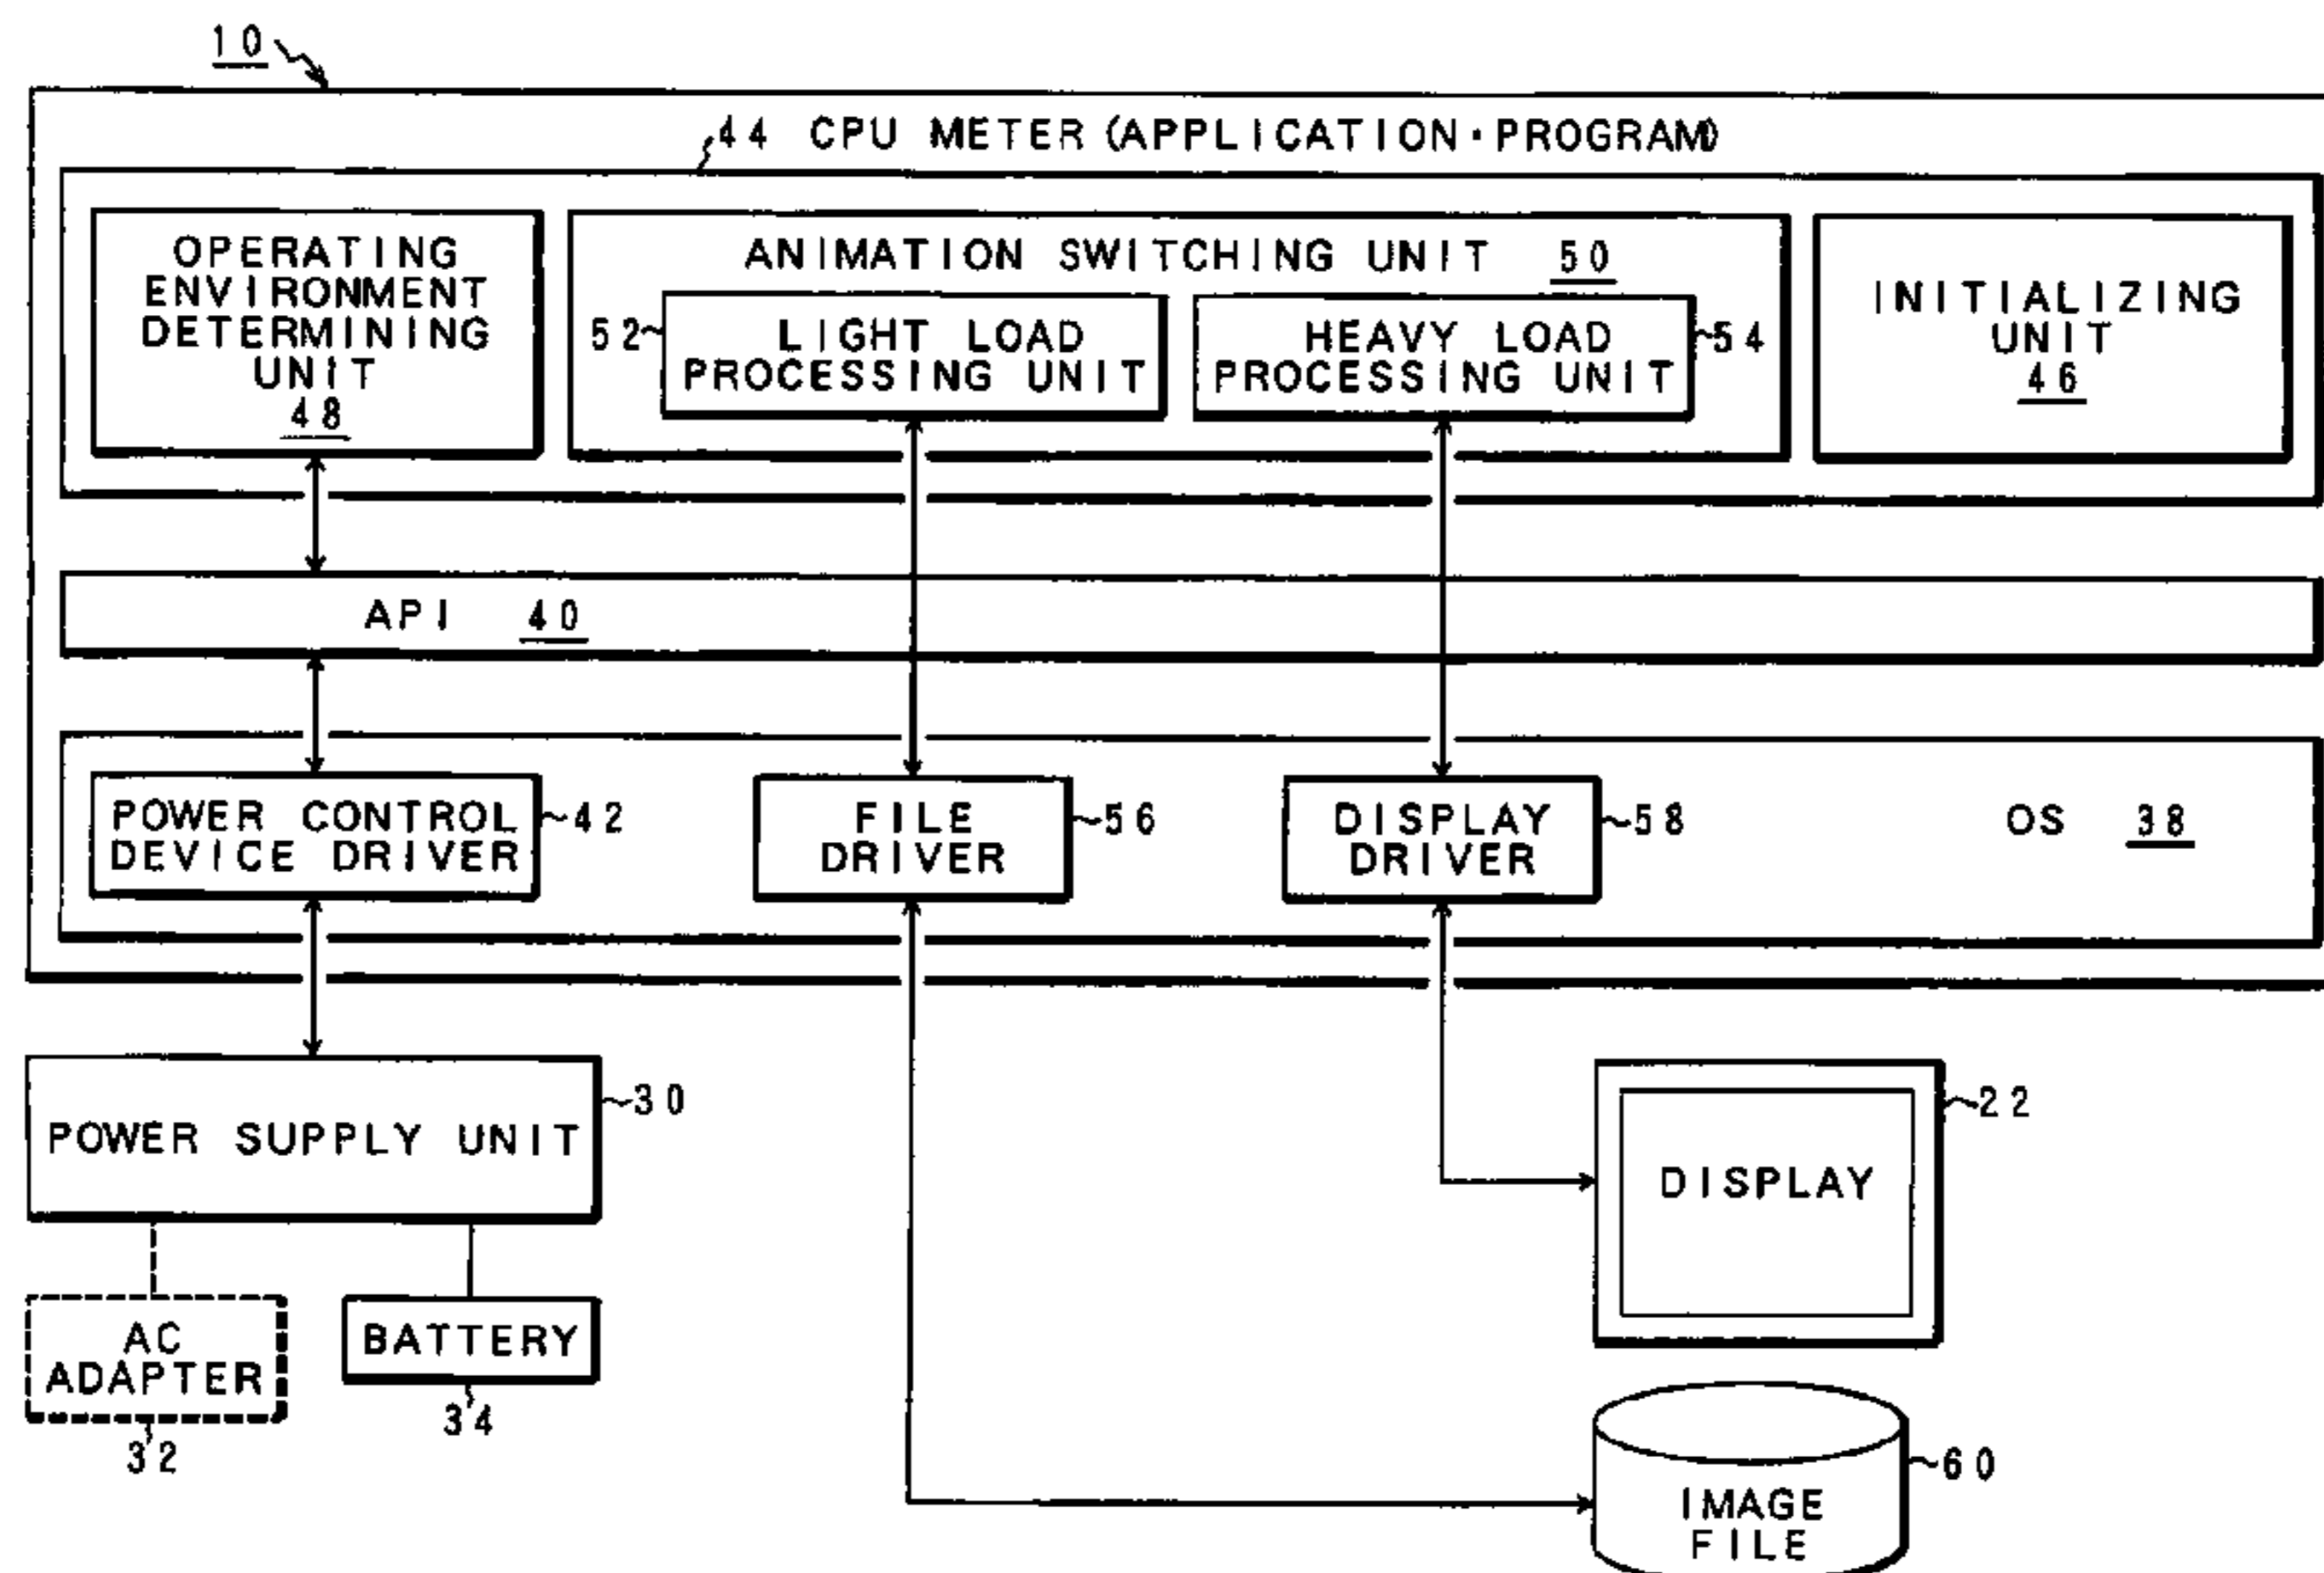 10
44 CPU METER (APPLICATION·PROGRAM)
OPERATING
ENVIRONMENT
DETERMINING
UNIT
48
ANIMATION SWITCHING UNIT 50
52
LIGHT LOAD
PROCESSING UNIT
HEAVY LOAD
PROCESSING UNIT
54
INITIALIZING
UNIT
46
API 40
POWER CONTROL
DEVICE DRIVER
42
FILE
DRIVER
56
DISPLAY
DRIVER
58
OS 38
POWER SUPPLY UNIT
30
DISPLAY
22
AC
ADAPTER
32
BATTERY
34
IMAGE
FILE
60